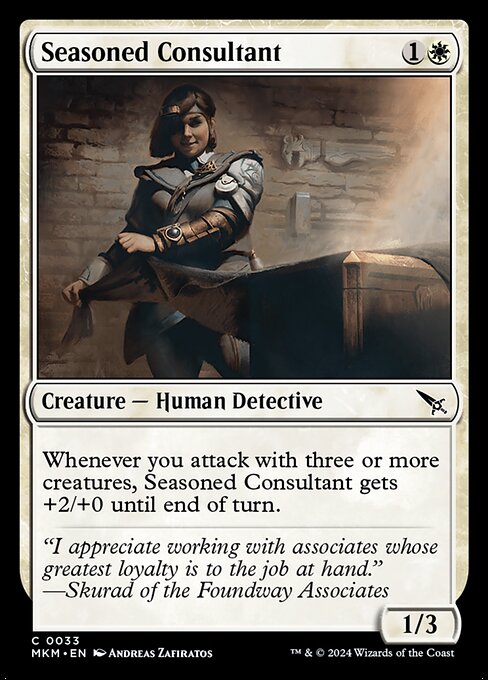 Seasoned Consultant 1
Creature — Human Detective
Whenever you attack with three or more
creatures, Seasoned Consultant gets
+2/+0 until end of turn.
“I appreciate working with associates whose
greatest loyalty is to the job at hand.”
—Skurad of the Foundway Associates
1/3
C 0033
MKM • EN Andreas Zafiratos
™ & © 2024 Wizards of the Coast